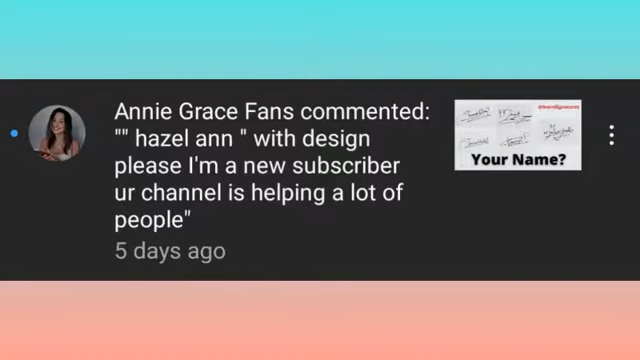 Annie Grace Fans commented:
"" hazel ann " with design
please I'm a new subscriber
ur channel is helping a lot of
people"
5 days ago
Your Name?